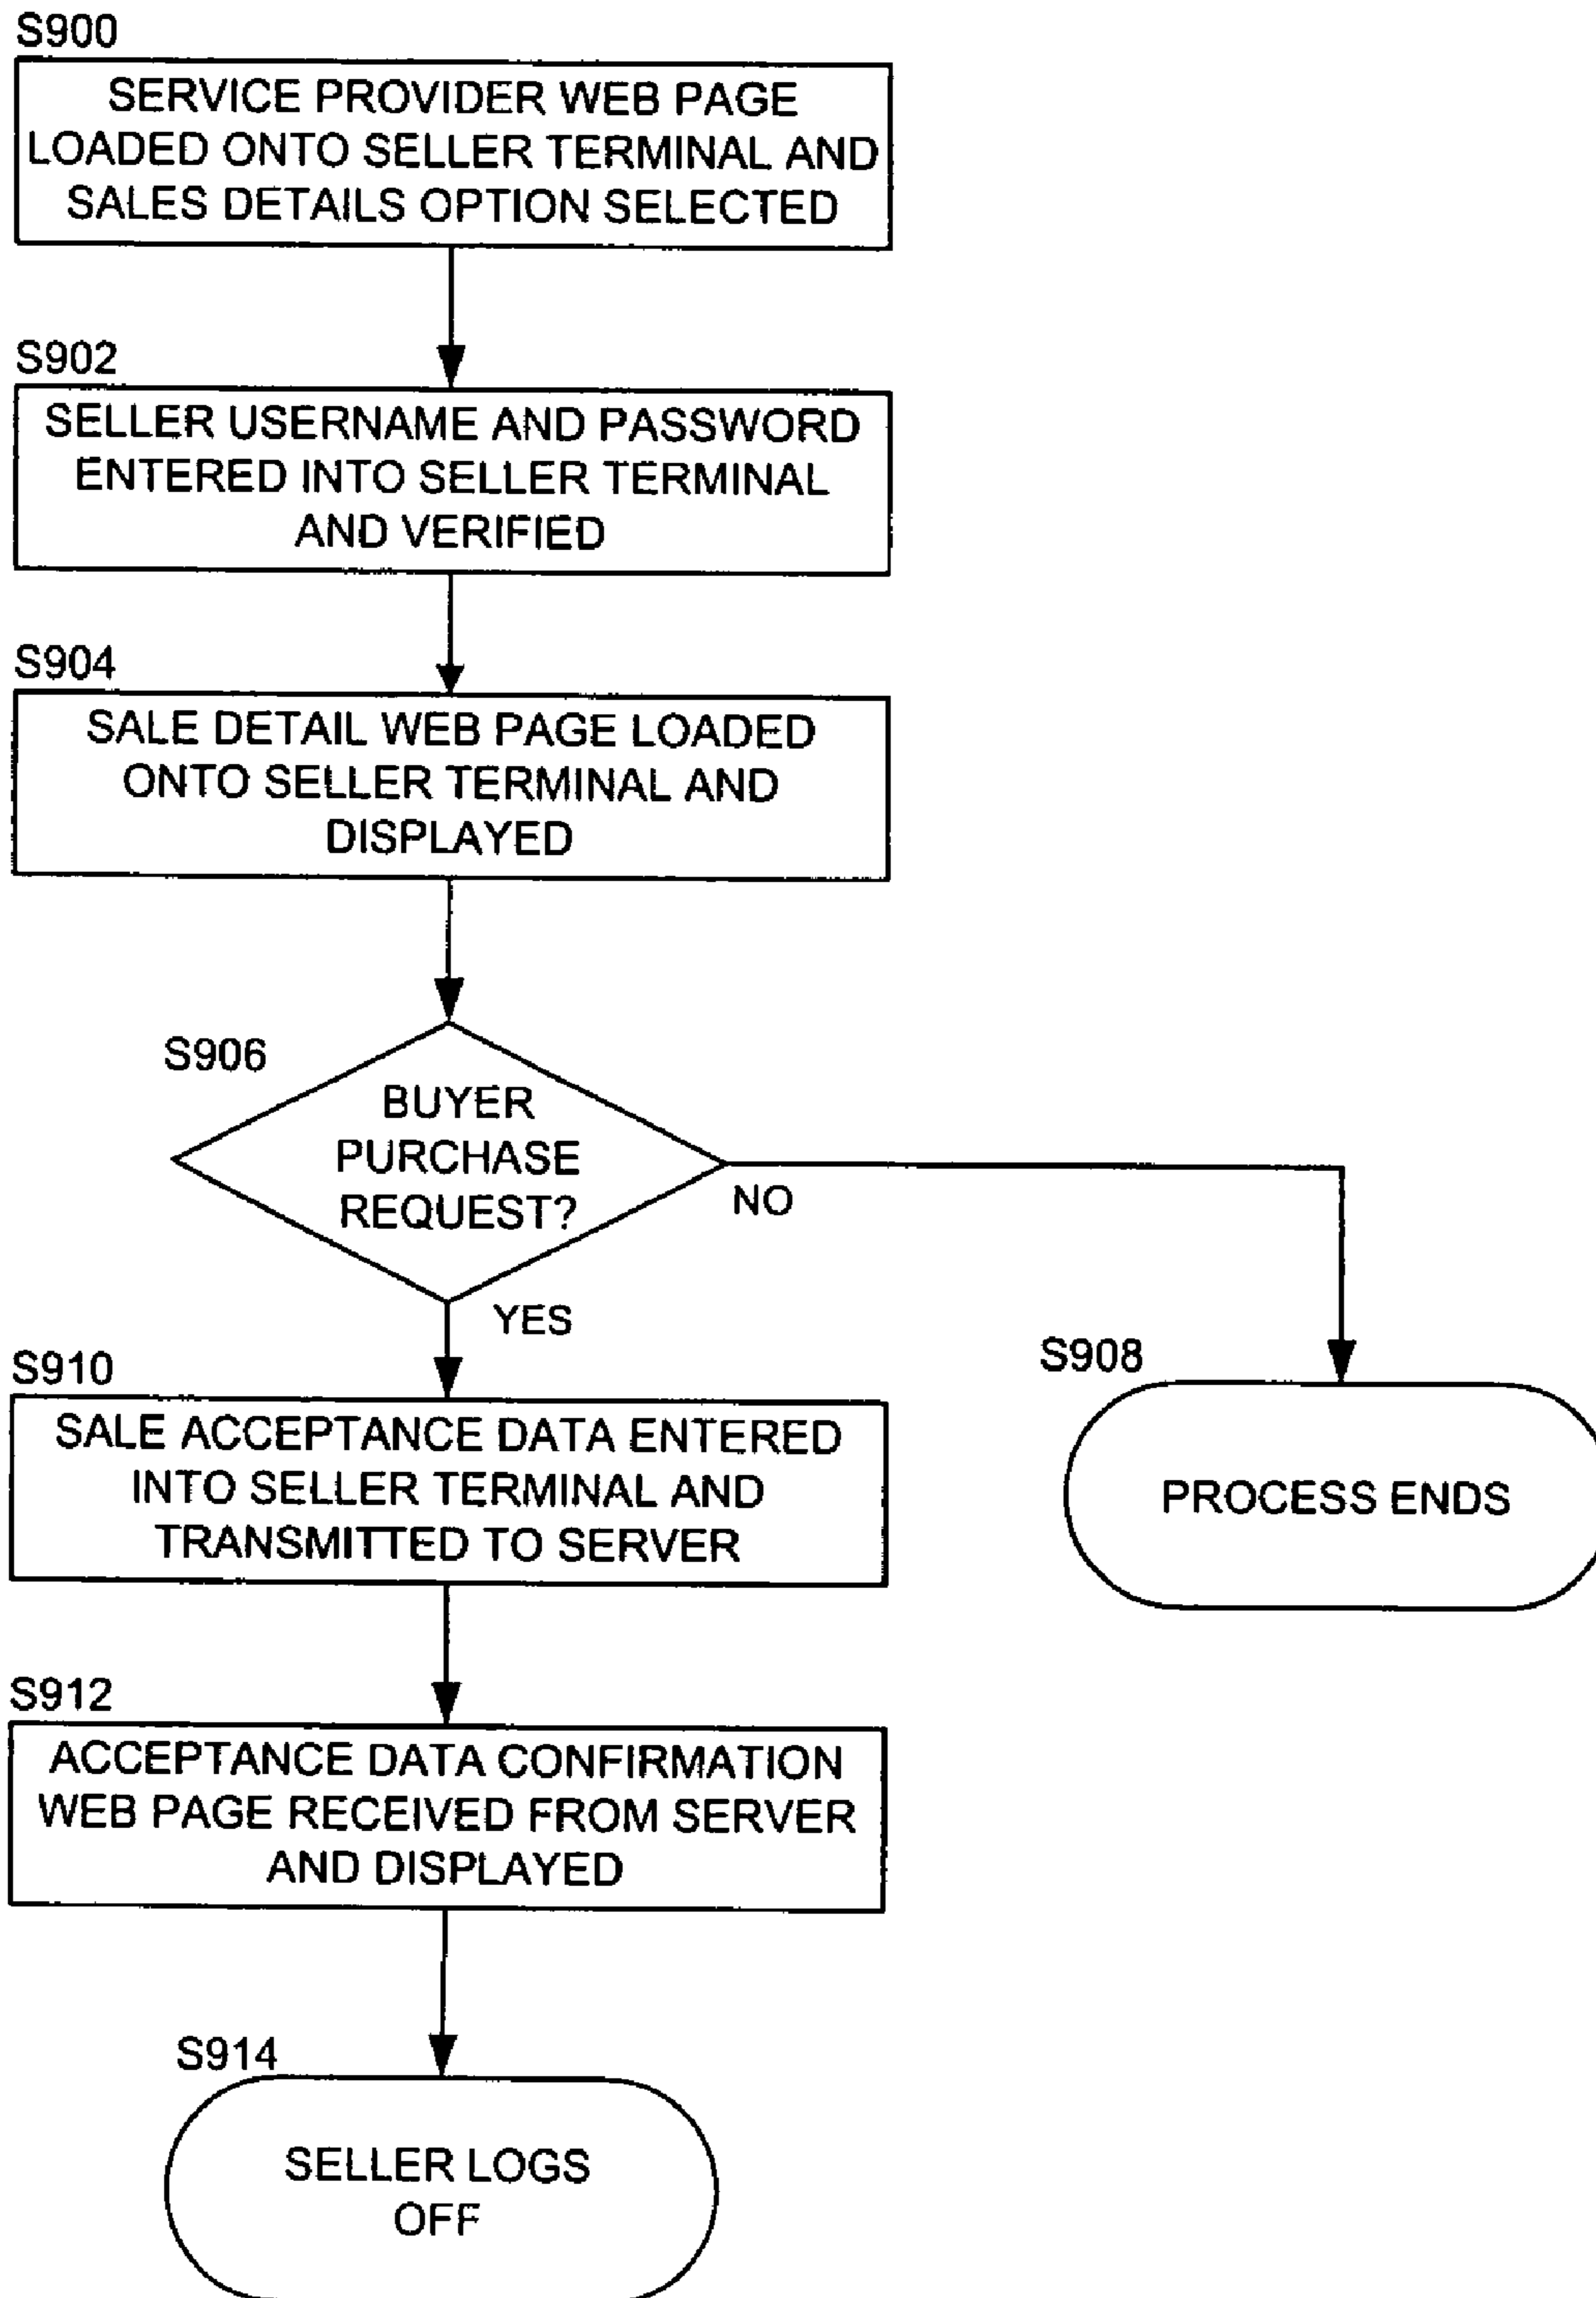 S900
SERVICE PROVIDER WEB PAGE
LOADED ONTO SELLER TERMINAL AND
SALES DETAILS OPTION SELECTED
S902
SELLER USERNAME AND PASSWORD
ENTERED INTO SELLER TERMINAL
AND VERIFIED
S904
SALE DETAIL WEB PAGE LOADED
ONTO SELLER TERMINAL AND
DISPLAYED
S906
BUYER
PURCHASE
REQUEST?
NO
YES
S908
PROCESS ENDS
S910
SALE ACCEPTANCE DATA ENTERED
INTO SELLER TERMINAL AND
TRANSMITTED TO SERVER
S912
ACCEPTANCE DATA CONFIRMATION
WEB PAGE RECEIVED FROM SERVER
AND DISPLAYED
S914
SELLER LOGS
OFF